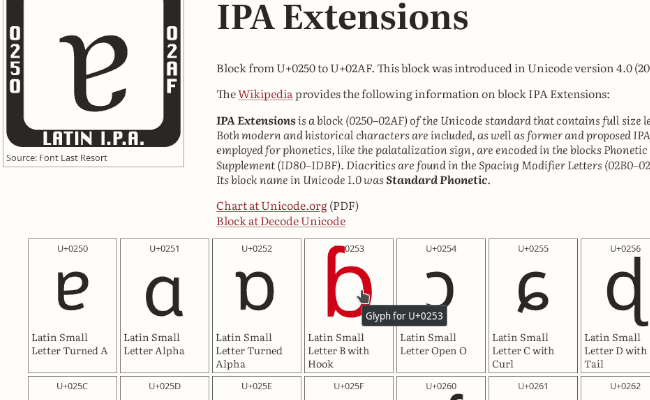 IPA Extensions
0250
ɐ
02AF
LATIN I.P.A.
Source: Font Last Resort
Block from U+0250 to U+02AF. This block was introduced in Unicode version 4.0 (20
The Wikipedia provides the following information on block IPA Extensions:
IPA Extensions is a block (0250–02AF) of the Unicode standard that contains full size le
Both modern and historical characters are included, as well as former and proposed IPA
employed for phonetics, like the palatalization sign, are encoded in the blocks Phonetic
Supplement (1D80–1DBF). Diacritics are found in the Spacing Modifier Letters (02B0–02
Its block name in Unicode 1.0 was Standard Phonetic.
Chart at Unicode.org (PDF)
Block at Decode Unicode
U+0250 U+0251 U+0252 0253 U+0254 U+0255 U+0256
ɐ ɑ ɒ ɓ ɔ ɕ ɖ
Glyph for U+0253
Latin Small Letter Turned A
Latin Small Letter Alpha
Latin Small Letter Turned Alpha
Latin Small Letter B with Hook
Latin Small Letter Open O
Latin Small Letter C with Curl
Latin Small Letter D with Tail
U+025C U+025D U+025E U+025F U+0260 U+0261 U+0262